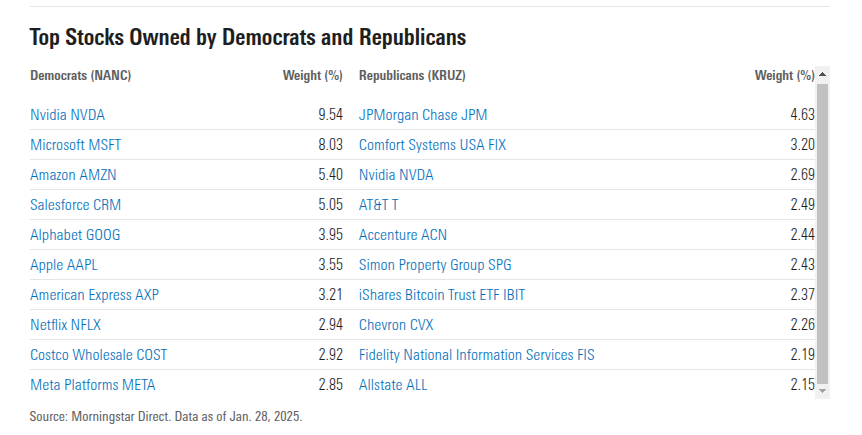 Top Stocks Owned by Democrats and Republicans
Democrats (NANC) Weight (%) Republicans (KRUZ) Weight (%)
Nvidia NVDA 9.54 JPMorgan Chase JPM 4.63
Microsoft MSFT 8.03 Comfort Systems USA FIX 3.20
Amazon AMZN 5.40 Nvidia NVDA 2.69
Salesforce CRM 5.05 AT&T T 2.49
Alphabet GOOG 3.95 Accenture ACN 2.44
Apple AAPL 3.55 Simon Property Group SPG 2.43
American Express AXP 3.21 iShares Bitcoin Trust ETF IBIT 2.37
Netflix NFLX 2.94 Chevron CVX 2.26
Costco Wholesale COST 2.92 Fidelity National Information Services FIS 2.19
Meta Platforms META 2.85 Allstate ALL 2.15
Source: Morningstar Direct. Data as of Jan. 28, 2025.